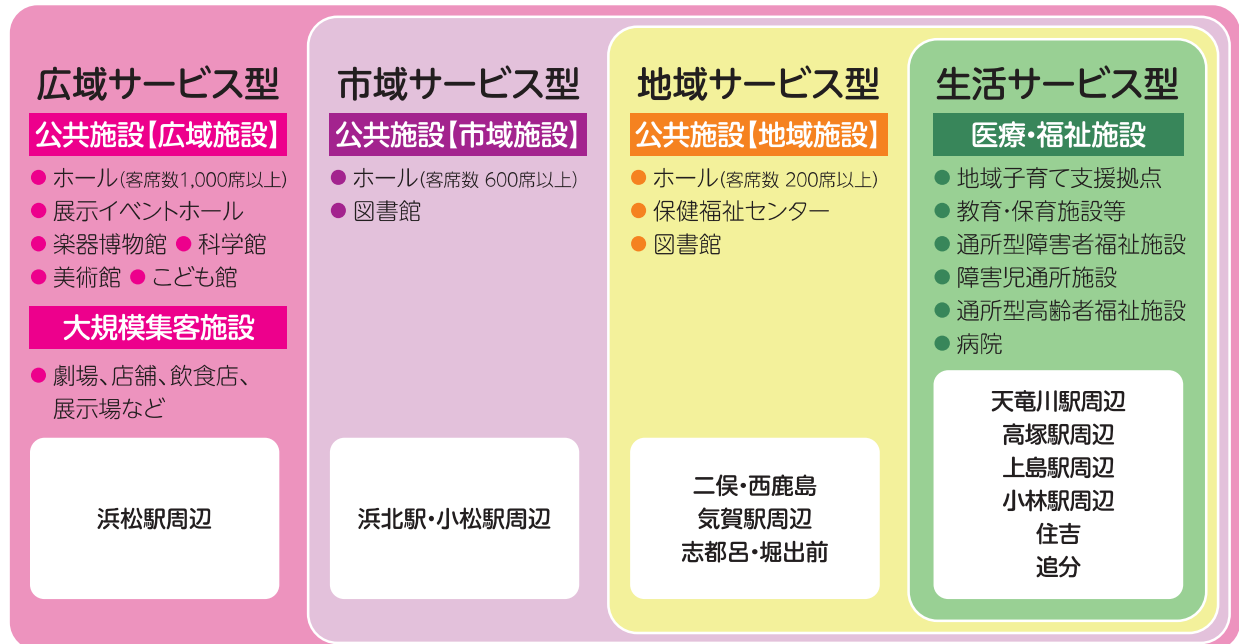 広域サービス型
公共施設【広域施設】
● ホール(客席数1,000席以上)
● 展示イベントホール
● 楽器博物館 ● 科学館
● 美術館 ● こども館
大規模集客施設
● 劇場、店舗、飲食店、
展示場など
浜松駅周辺
市域サービス型
公共施設【市域施設】
● ホール(客席数 600席以上)
● 図書館
浜北駅・小松駅周辺
地域サービス型
公共施設【地域施設】
● ホール(客席数 200席以上)
● 保健福祉センター
● 図書館
二俣・西鹿島
気賀駅周辺
志都呂・堀出前
生活サービス型
医療・福祉施設
● 地域子育て支援拠点
● 教育・保育施設等
● 通所型障害者福祉施設
● 障害児通所施設
● 通所型高齢者福祉施設
● 病院
天竜川駅周辺
高塚駅周辺
上島駅周辺
小林駅周辺
住吉
追分